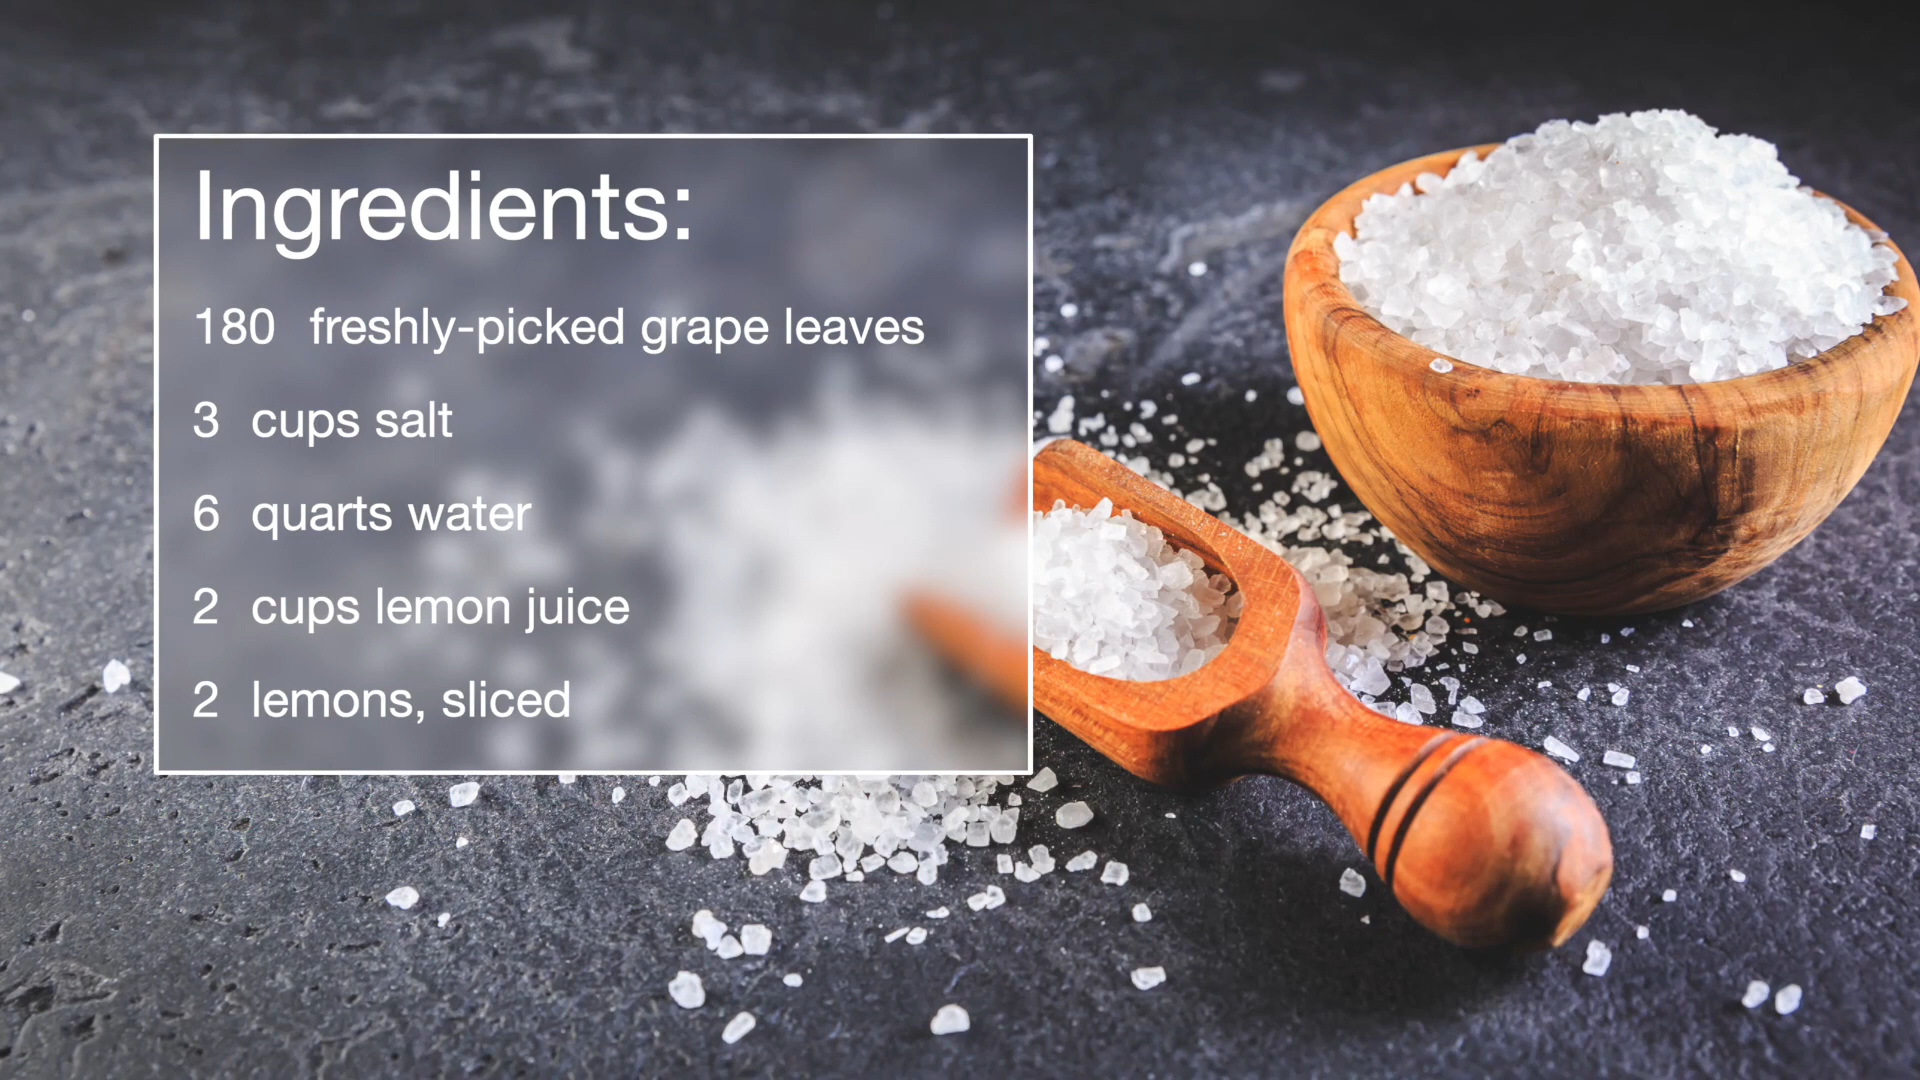 Ingredients:
180 freshly-picked grape leaves
3 cups salt
6 quarts water
2 cups lemon juice
2 lemons, sliced